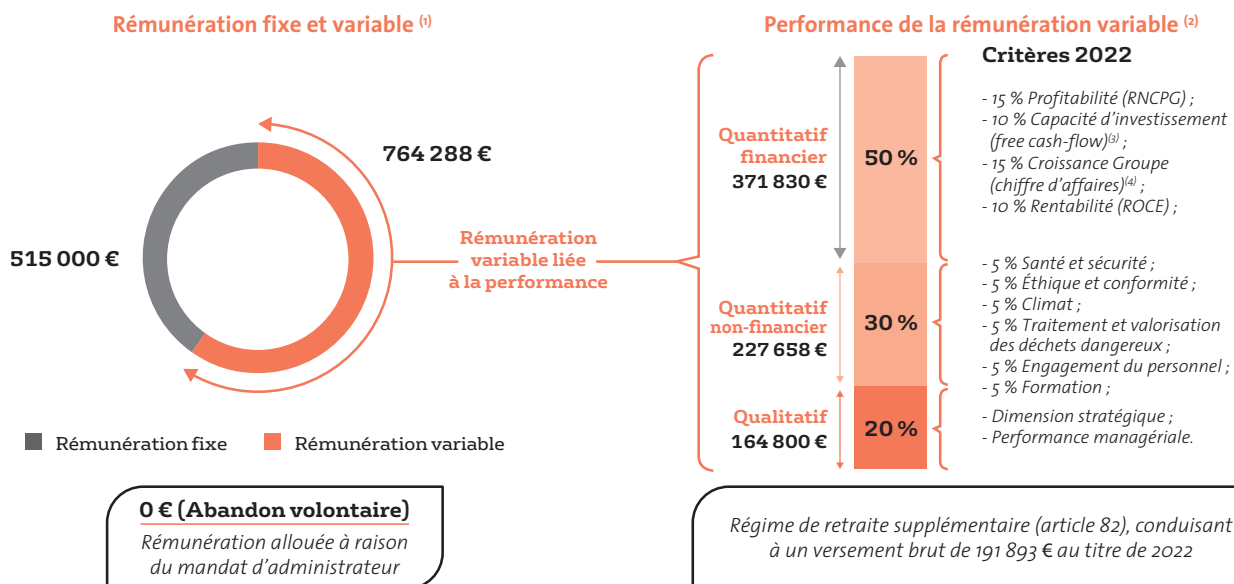 Rémunération fixe et variable (1)
764 288 €
515 000 €
Rémunération
variable liée
à la performance
Rémunération fixe
Rémunération variable
0 € (Abandon volontaire)
Rémunération allouée à raison
du mandat d'administrateur
Performance de la rémunération variable (2)
Quantitatif
financier
371 830 €
50 %
Critères 2022
- 15 % Profitabilité (RNCPG) ;
- 10 % Capacité d'investissement
(free cash-flow)(3) ;
- 15 % Croissance Groupe
(chiffre d'affaires)(4) ;
- 10 % Rentabilité (ROCE) ;
Quantitatif
non-financier
227 658 €
30 %
- 5 % Santé et sécurité ;
- 5 % Éthique et conformité ;
- 5 % Climat ;
- 5 % Traitement et valorisation
des déchets dangereux ;
- 5 % Engagement du personnel ;
- 5 % Formation ;
Qualitatif
164 800 €
20 %
- Dimension stratégique ;
- Performance managériale.
Régime de retraite supplémentaire (article 82), conduisant
à un versement brut de 191 893 € au titre de 2022